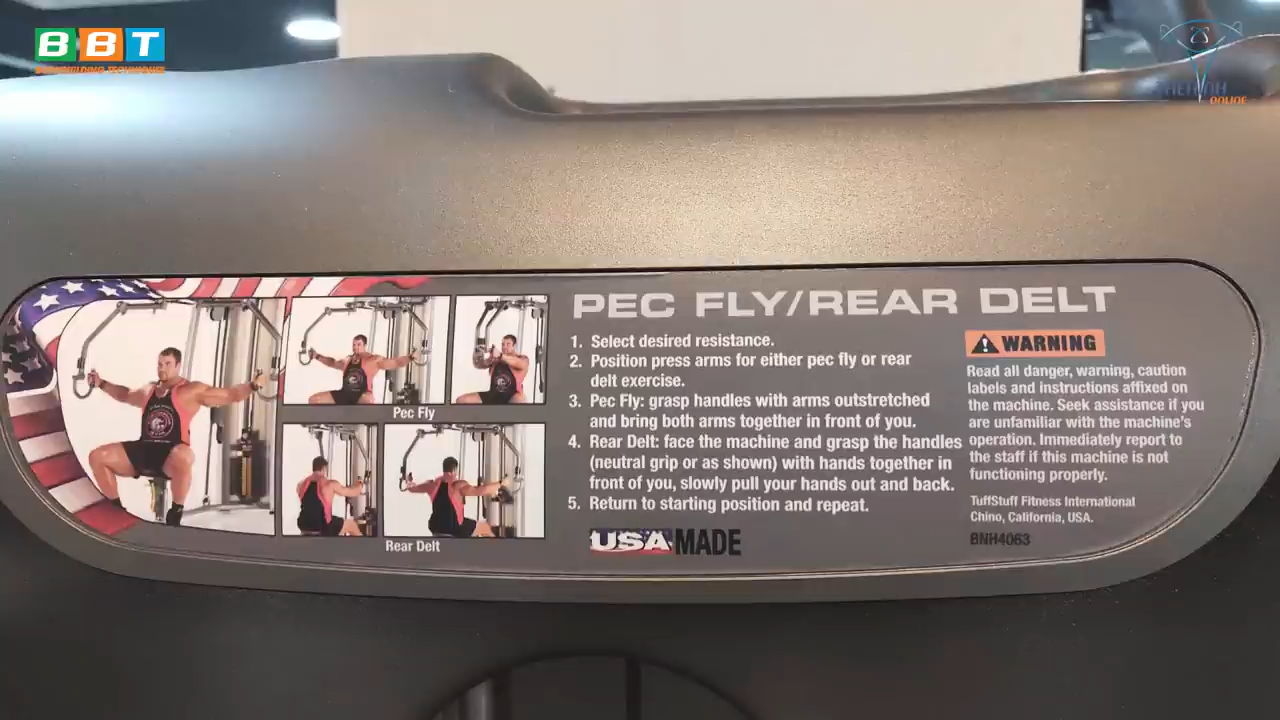 BBT
BODYBUILDING TECHNIQUES
ONLINE
PEC FLY/REAR DELT
1. Select desired resistance.
2. Position press arms for either pec fly or rear
delt exercise.
3. Pec Fly: grasp handles with arms outstretched
and bring both arms together in front of you.
4. Rear Delt: face the machine and grasp the handles
(neutral grip or as shown) with hands together in
front of you, slowly pull your hands out and back.
5. Return to starting position and repeat.
USA MADE
Pec Fly
Rear Delt
WARNING
Read all danger, warning, caution
labels and instructions affixed on
the machine. Seek assistance if you
are unfamiliar with the machine's
operation. Immediately report to
the staff if this machine is not
functioning properly.
TuffStuff Fitness International
Chino, California, USA.
BNH4063